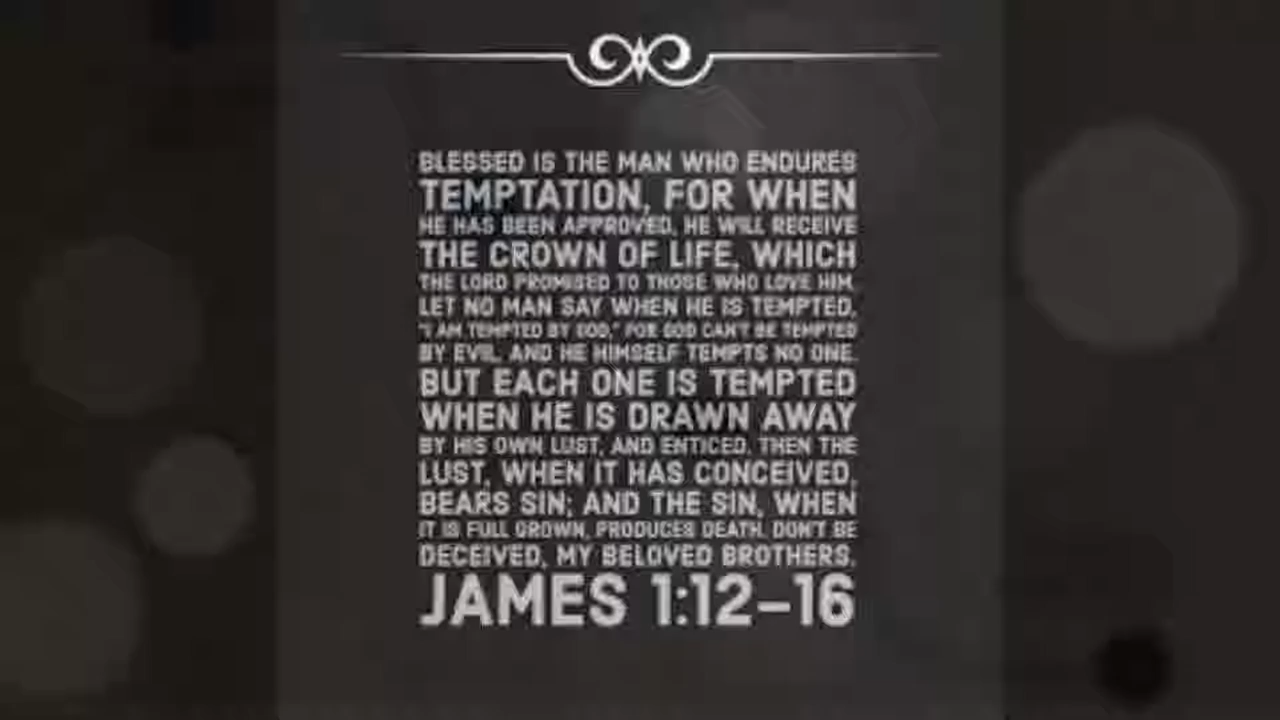 BLESSED IS THE MAN WHO ENDURES
TEMPTATION, FOR WHEN
HE HAS BEEN APPROVED, HE WILL RECEIVE
THE CROWN OF LIFE, WHICH
THE LORD PROMISED TO THOSE WHO LOVE HIM.
LET NO MAN SAY WHEN HE IS TEMPTED,
"I AM TEMPTED BY GOD," FOR GOD CAN'T BE TEMPTED
BY EVIL, AND HE HIMSELF TEMPTS NO ONE.
BUT EACH ONE IS TEMPTED
WHEN HE IS DRAWN AWAY
BY HIS OWN LUST, AND ENTICED. THEN THE
LUST, WHEN IT HAS CONCEIVED,
BEARS SIN; AND THE SIN, WHEN
IT IS FULL GROWN, PRODUCES DEATH. DON'T BE
DECEIVED, MY BELOVED BROTHERS.
JAMES 1:12–16